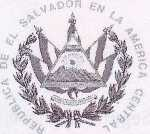 REPUBLICA DE EL SALVADOR EN LA AMERICA CENTRAL